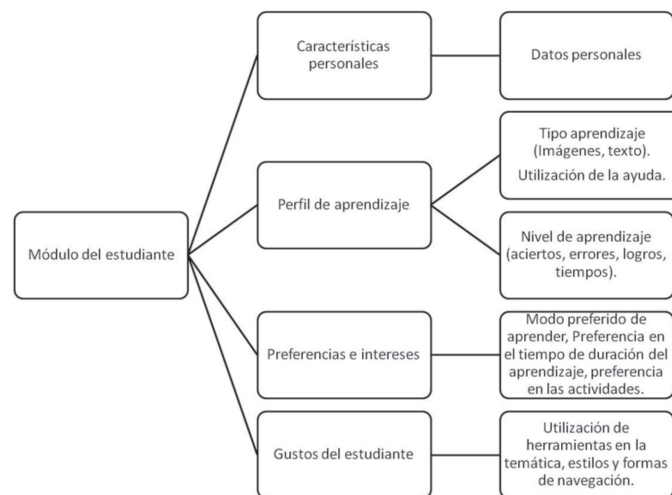 Características
personales
Datos personales
Tipo aprendizaje
(Imágenes, texto).
Utilización de la ayuda.
Perfil de aprendizaje
Módulo del estudiante
Nivel de aprendizaje
(aciertos, errores, logros,
tiempos).
Preferencias e intereses
Modo preferido de
aprender, Preferencia en
el tiempo de duración del
aprendizaje, preferencia
en las actividades.
Gustos del estudiante
Utilización de
herramientas en la
temática, estilos y formas
de navegación.